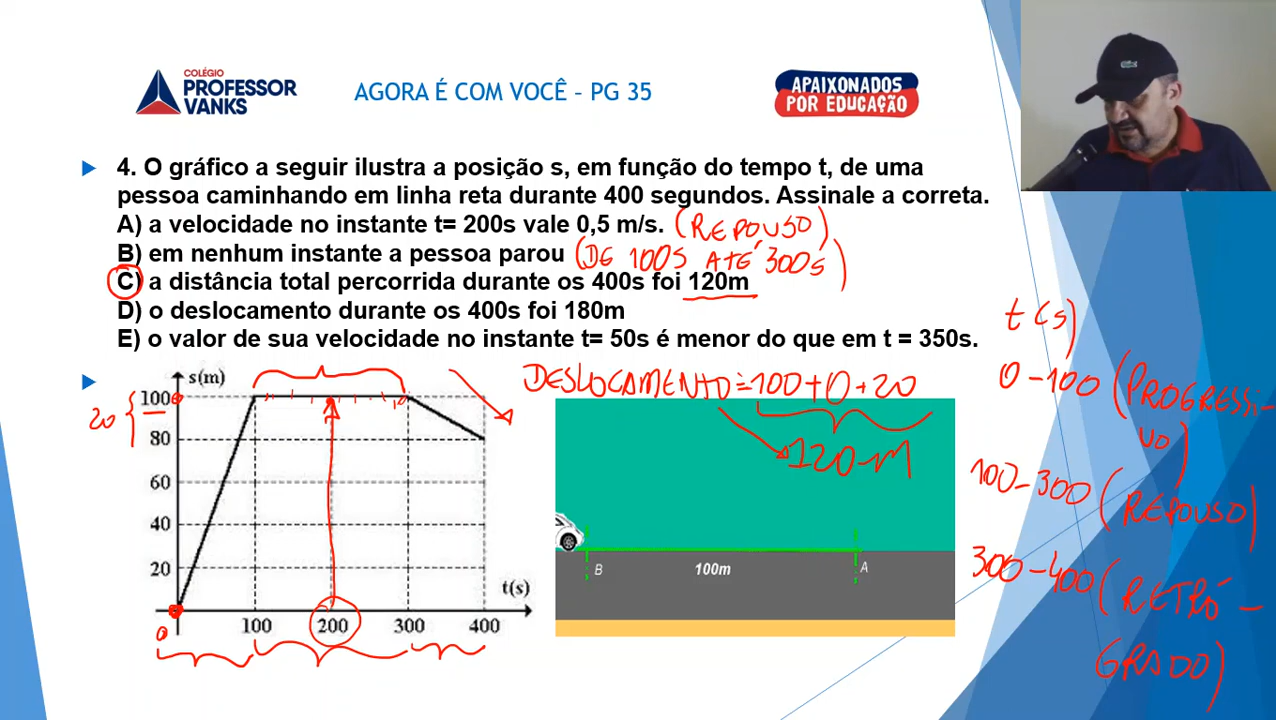 COLÉGIO
PROFESSOR
VANKS
AGORA É COM VOCÊ – PG 35
APAIXONADOS
POR EDUCAÇÃO
4. O gráfico a seguir ilustra a posição s, em função do tempo t, de uma
pessoa caminhando em linha reta durante 400 segundos. Assinale a correta.
A) a velocidade no instante t= 200s vale 0,5 m/s. (REPOUSO)
B) em nenhum instante a pessoa parou (DE 100S ATÉ 300s)
C) a distância total percorrida durante os 400s foi 120m
D) o deslocamento durante os 400s foi 180m
E) o valor de sua velocidade no instante t= 50s é menor do que em t = 350s.
t(s)
0-100 (PROGRESSI-
VO)
100-300 (REPOUSO)
300-400 (RETRÓ-
GRADO)
s(m)
100
20
80
60
40
20
t(s)
0
100 200 300 400
DESLOCAMENTO = 100+0+20
120 M
B 100m A